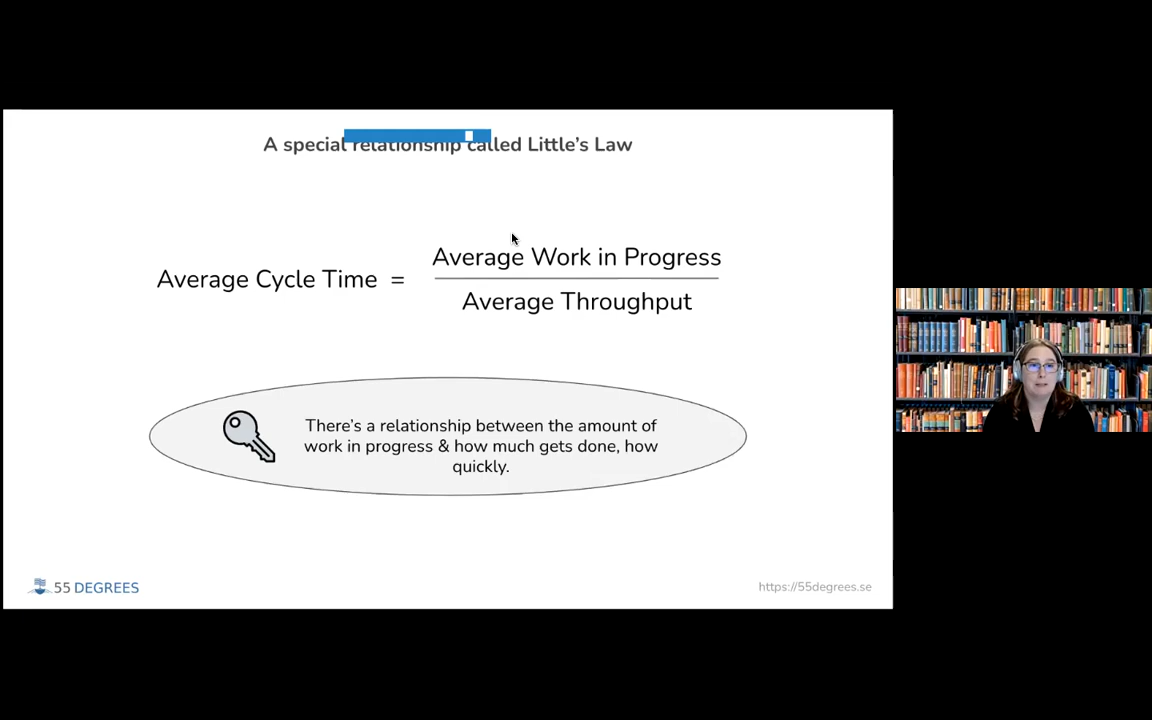 A special relationship called Little's Law
Average Work in Progress
Average Cycle Time =
Average Throughput
There's a relationship between the amount of
work in progress & how much gets done, how
quickly.
55 DEGREES
https://55degrees.se